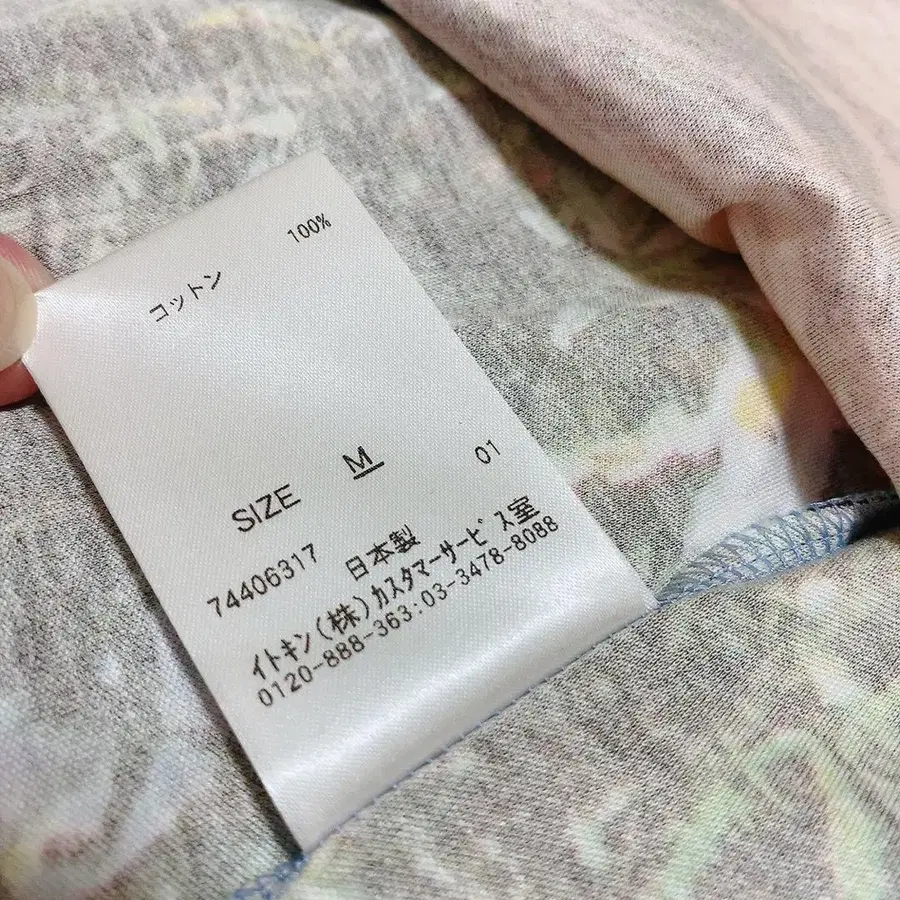 コットン 100%
SIZE M 01
74406317 日本製
イトキン(株)カスタマーサービス室
0120-888-363:03-3478-8088